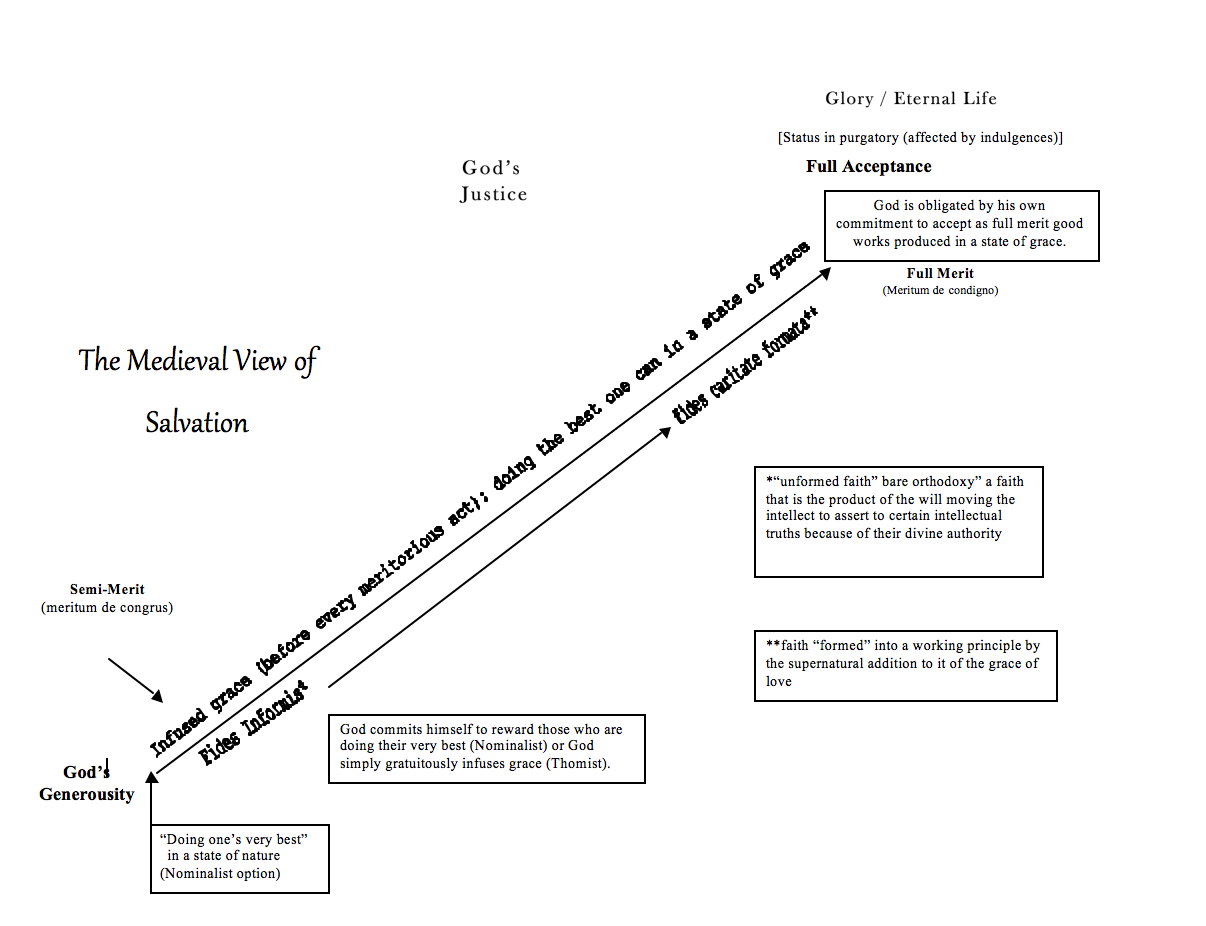 Glory / Eternal Life
[Status in purgatory (affected by indulgences)]
Full Acceptance
God's
Justice
God is obligated by his own
commitment to accept as full merit good
works produced in a state of grace.
Full Merit
(Meritum de condigno)
The Medieval View of
Salvation
Infused grace (before every meritorious act); doing the best one can in a state of grace
fides caritate formats**
*“unformed faith” bare orthodoxy” a faith
that is the product of the will moving the
intellect to assert to certain intellectual
truths because of their divine authority
Semi-Merit
(meritum de congrus)
**faith “formed” into a working principle by
the supernatural addition to it of the grace of
love
Fides Informis*
God commits himself to reward those who are
doing their very best (Nominalist) or God
simply gratuitously infuses grace (Thomist).
God's
Generousity
“Doing one's very best”
in a state of nature
(Nominalist option)